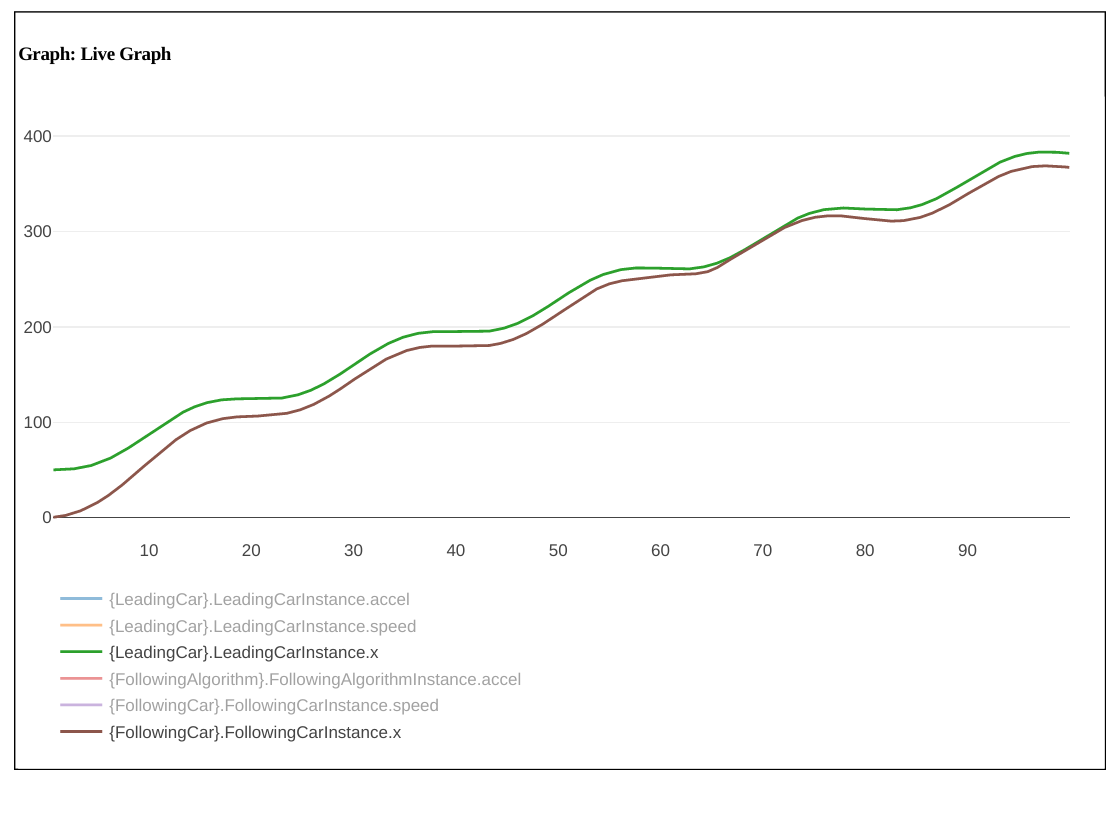 Graph: Live Graph
400
300
200
100
0
10 20 30 40 50 60 70 80 90
{LeadingCar}.LeadingCarInstance.accel
{LeadingCar}.LeadingCarInstance.speed
{LeadingCar}.LeadingCarInstance.x
{FollowingAlgorithm}.FollowingAlgorithmInstance.accel
{FollowingCar}.FollowingCarInstance.speed
{FollowingCar}.FollowingCarInstance.x